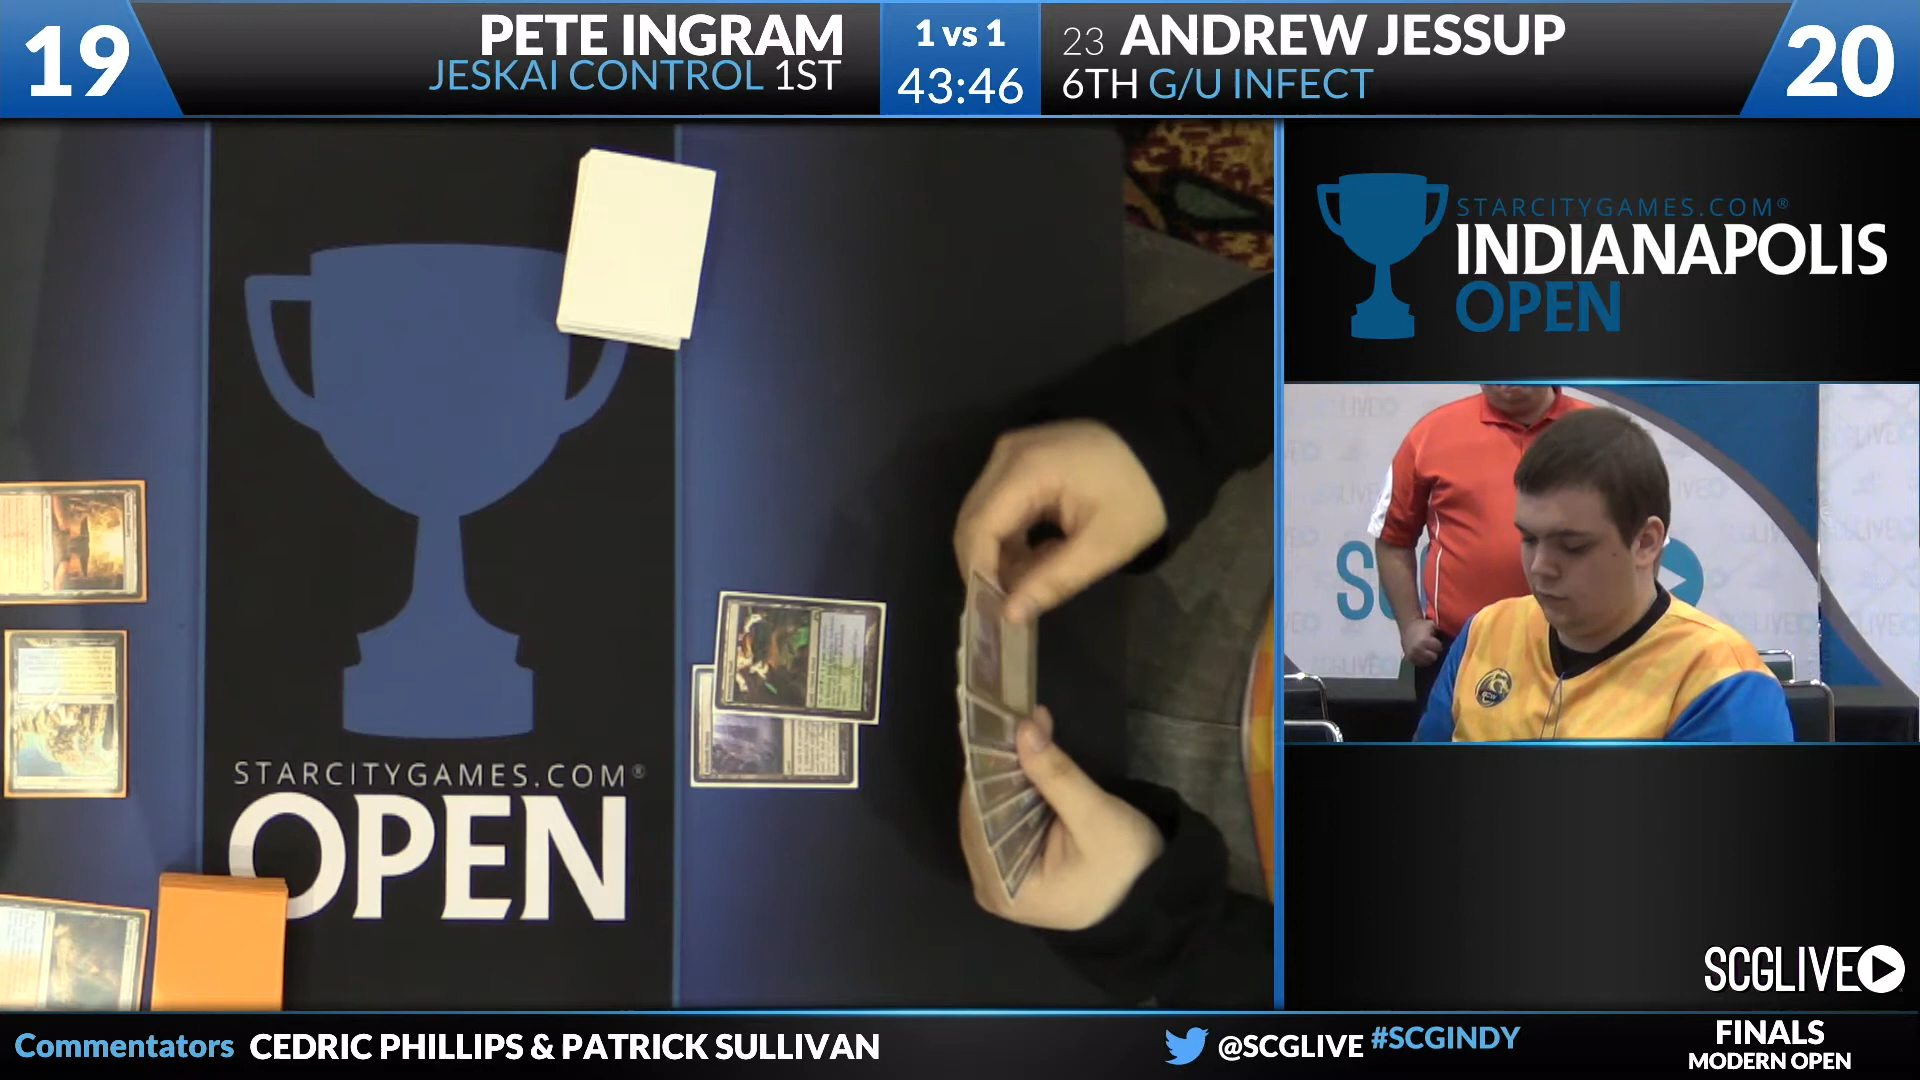 19
PETE INGRAM
JESKAI CONTROL 1ST
1 vs 1
43:46
23 ANDREW JESSUP
6TH G/U INFECT
20
STARCITYGAMES.COM®
OPEN
STARCITYGAMES.COM®
INDIANAPOLIS
OPEN
SCGLIVE
Commentators CEDRIC PHILLIPS & PATRICK SULLIVAN
@SCGLIVE #SCGINDY
FINALS
MODERN OPEN